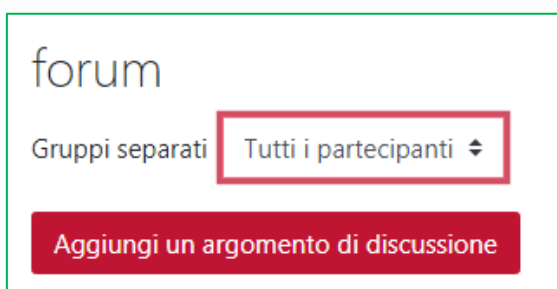 forum
Gruppi separati Tutti i partecipanti
Aggiungi un argomento di discussione